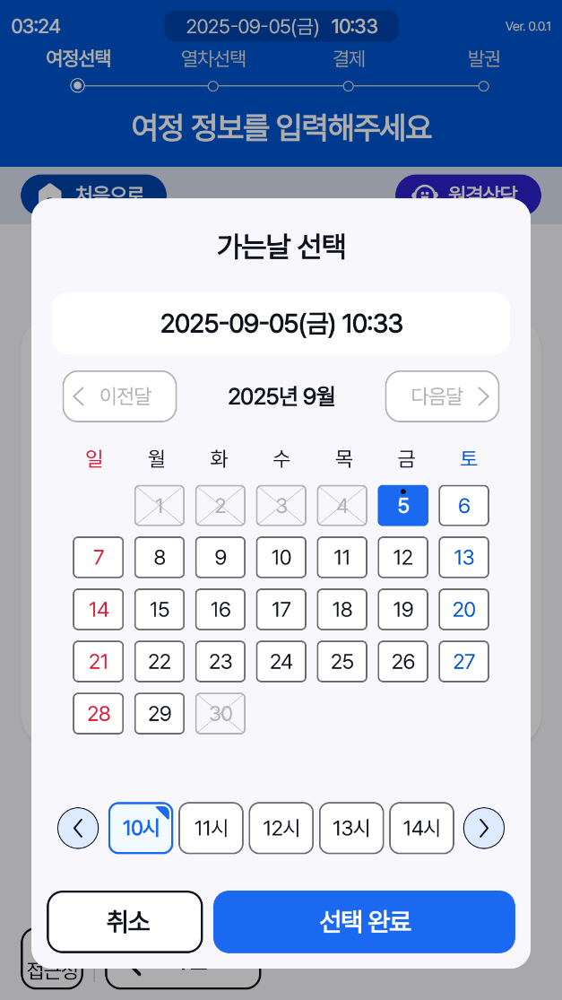 03:24
2025-09-05(금) 10:33
Ver. 0.0.1
여정선택 열차선택 결제 발권
여정 정보를 입력해주세요
처음으로 원격상담
가는날 선택
2025-09-05(금) 10:33
이전달 2025년 9월 다음달
일 월 화 수 목 금 토
1 2 3 4 5 6
7 8 9 10 11 12 13
14 15 16 17 18 19 20
21 22 23 24 25 26 27
28 29 30
10시 11시 12시 13시 14시
취소 선택 완료
접근성